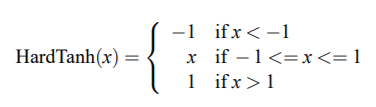 −1 if x < −1
HardTanh(x) = { x if −1 <= x <= 1
1 if x > 1